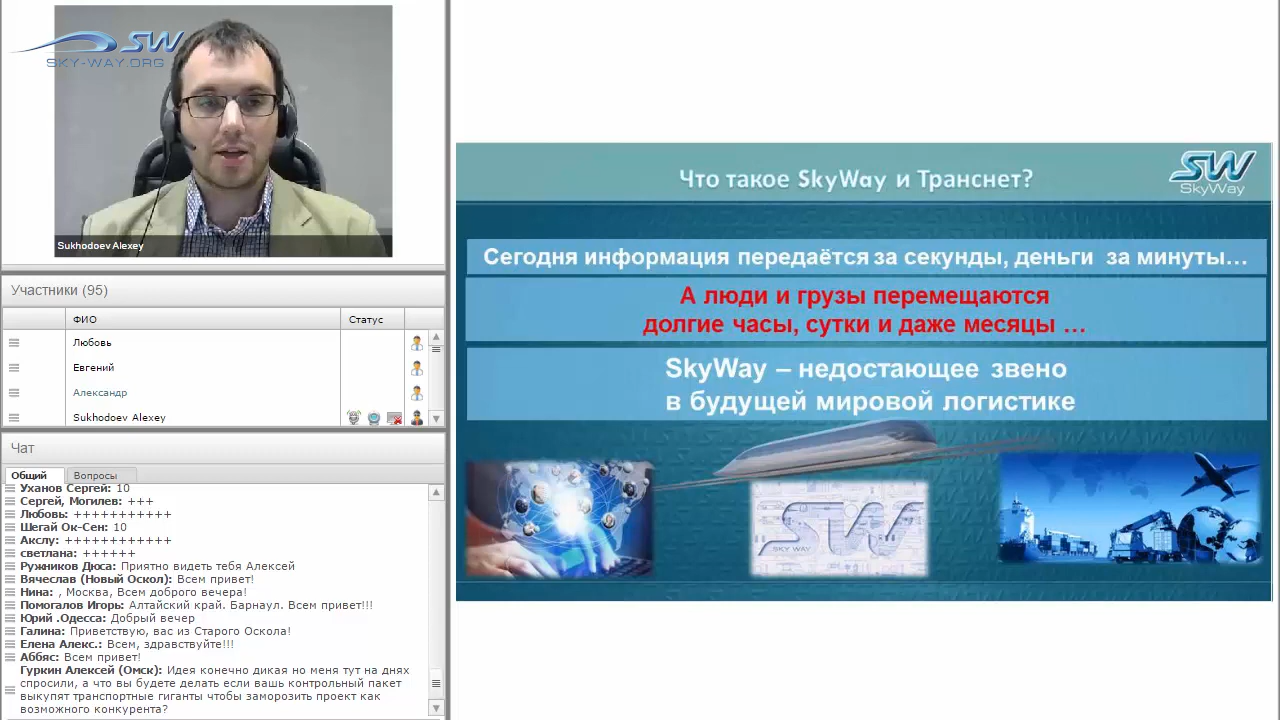 SW
SKY-WAY.ORG
Sukhodoev Alexey
Участники (95)
ФИО
Статус
Любовь
Евгений
Александр
Sukhodoev Alexey
Чат
Общий
Вопросы
Уханов Сергей: 10
Сергей, Могилев: +++
Любовь: +++++++++++
Шегай Ок-Сен: 10
Акслу: ++++++++++++
светлана: ++++++
Ружников Дюса: Приятно видеть тебя Алексей
Вячеслав (Новый Оскол): Всем привет!
Нина: , Москва, Всем доброго вечера!
Помогалов Игорь: Алтайский край. Барнаул. Всем привет!!!
Юрий .Одесса: Добрый вечер
Галина: Приветствую, вас из Старого Оскола!
Елена Алекс.: Всем, здравствуйте!!!
Аббяс: Всем привет!
Гуркин Алексей (Омск): Идея конечно дикая но меня тут на днях
спросили, а что вы будете делать если вашь контрольный пакет
выкупят транспортные гиганты чтобы заморозить проект как
возможного конкурента?
Что такое SkyWay и Транснет?
SW
SkyWay
Сегодня информация передаётся за секунды, деньги за минуты...
А люди и грузы перемещаются
долгие часы, сутки и даже месяцы ...
SkyWay – недостающее звено
в будущей мировой логистике
SW
SKY WAY